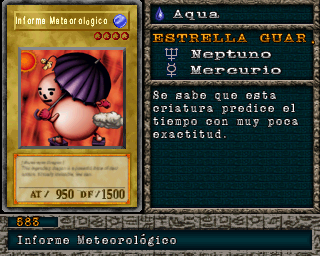 Informe Meteorológico
AT/ 950 DF/1500
Aqua
ESTRELLA GUAR.
Neptuno
Mercurio
Se sabe que esta
criatura predice el
tiempo con muy poca
exactitud.
583
Informe Meteorológico